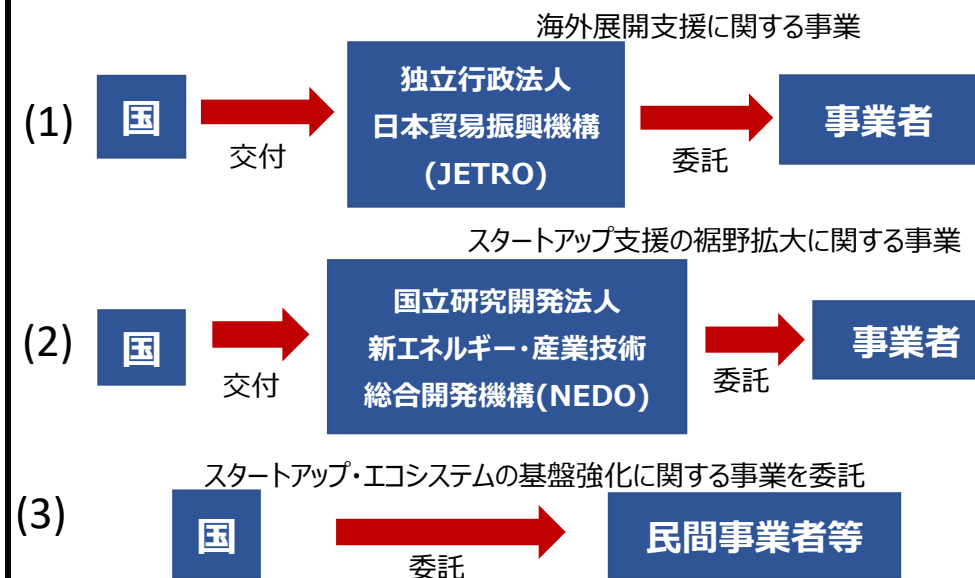 海外展開支援に関する事業
(1)
国
交付
独立行政法人
日本貿易振興機構
(JETRO)
委託
事業者
スタートアップ支援の裾野拡大に関する事業
(2)
国
交付
国立研究開発法人
新エネルギー・産業技術
総合開発機構(NEDO)
委託
事業者
スタートアップ・エコシステムの基盤強化に関する事業を委託
(3)
国
委託
民間事業者等